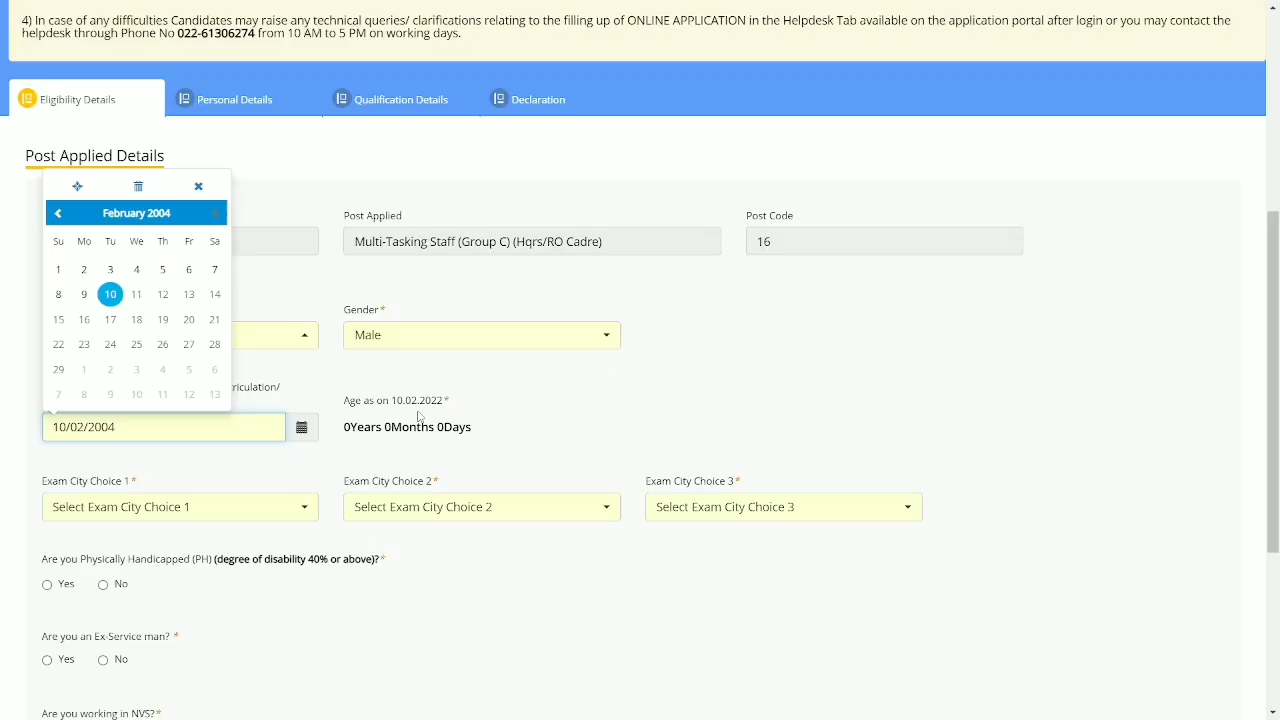 4) In case of any difficulties Candidates may raise any technical queries/ clarifications relating to the filling up of ONLINE APPLICATION in the Helpdesk Tab available on the application portal after login or you may contact the
helpdesk through Phone No 022-61306274 from 10 AM to 5 PM on working days.
Eligibility Details
Personal Details
Qualification Details
Declaration
Post Applied Details
February 2004
Su Mo Tu We Th Fr Sa
1 2 3 4 5 6 7
8 9 10 11 12 13 14
15 16 17 18 19 20 21
22 23 24 25 26 27 28
29 1 2 3 4 5 6
7 8 9 10 11 12 13
Post Applied
Post Code
Multi-Tasking Staff (Group C) (Hqrs/RO Cadre)
16
Gender*
Male
riculation/
Age as on 10.02.2022*
10/02/2004
0Years 0Months 0Days
Exam City Choice 1*
Exam City Choice 2*
Exam City Choice 3*
Select Exam City Choice 1
Select Exam City Choice 2
Select Exam City Choice 3
Are you Physically Handicapped (PH) (degree of disability 40% or above)?*
Yes No
Are you an Ex-Service man? *
Yes No
Are you working in NVS?*